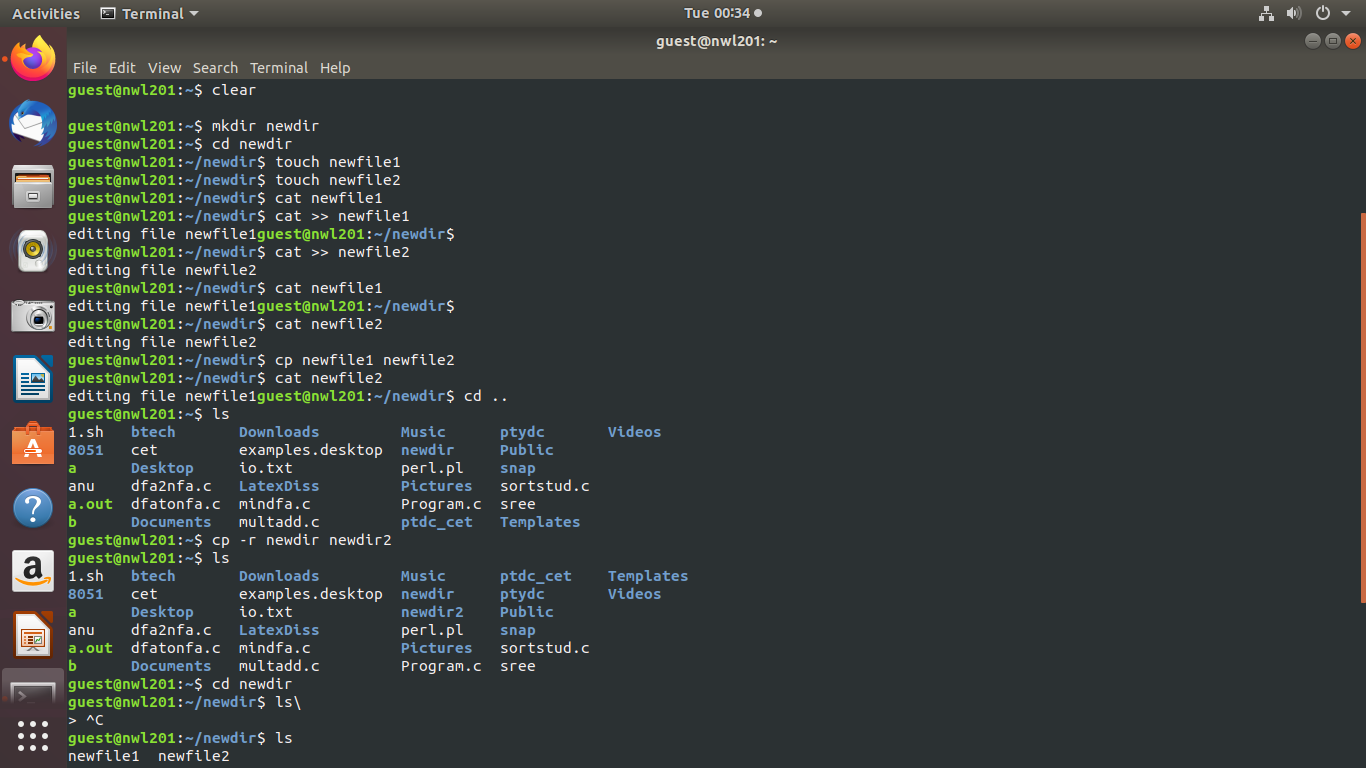 Activities Terminal Tue 00:34
guest@nwl201: ~
File Edit View Search Terminal Help
guest@nwl201:~$ clear
guest@nwl201:~$ mkdir newdir
guest@nwl201:~$ cd newdir
guest@nwl201:~/newdir$ touch newfile1
guest@nwl201:~/newdir$ touch newfile2
guest@nwl201:~/newdir$ cat newfile1
guest@nwl201:~/newdir$ cat >> newfile1
editing file newfile1guest@nwl201:~/newdir$
guest@nwl201:~/newdir$ cat >> newfile2
editing file newfile2
guest@nwl201:~/newdir$ cat newfile1
editing file newfile1guest@nwl201:~/newdir$
guest@nwl201:~/newdir$ cat newfile2
editing file newfile2
guest@nwl201:~/newdir$ cp newfile1 newfile2
guest@nwl201:~/newdir$ cat newfile2
editing file newfile1guest@nwl201:~/newdir$ cd ..
guest@nwl201:~$ ls
1.sh btech Downloads Music ptydc Videos
8051 cet examples.desktop newdir Public
a Desktop io.txt perl.pl snap
anu dfa2nfa.c LatexDiss Pictures sortstud.c
a.out dfatonfa.c mindfa.c Program.c sree
b Documents multadd.c ptdc_cet Templates
guest@nwl201:~$ cp -r newdir newdir2
guest@nwl201:~$ ls
1.sh btech Downloads Music ptdc_cet Templates
8051 cet examples.desktop newdir ptydc Videos
a Desktop io.txt newdir2 Public
anu dfa2nfa.c LatexDiss perl.pl snap
a.out dfatonfa.c mindfa.c Pictures sortstud.c
b Documents multadd.c Program.c sree
guest@nwl201:~$ cd newdir
guest@nwl201:~/newdir$ ls\
> ^C
guest@nwl201:~/newdir$ ls
newfile1 newfile2